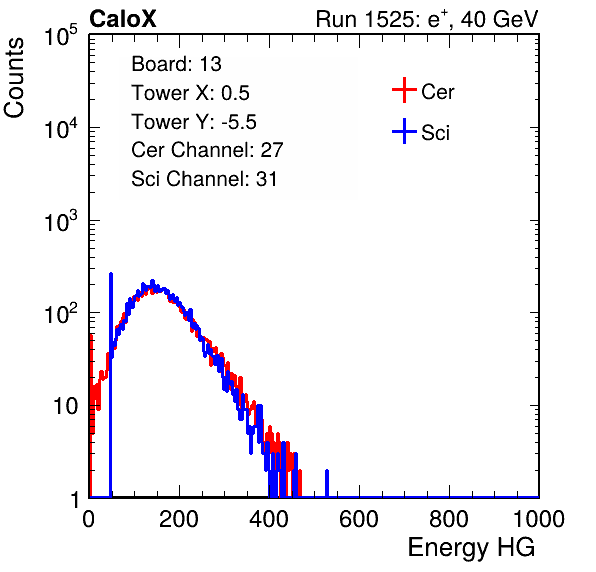 CaloX Run 1525: e+, 40 GeV
Counts
Board: 13
Tower X: 0.5
Tower Y: -5.5
Cer Channel: 27
Sci Channel: 31
Cer
Sci
10^5
10^4
10^3
10^2
10
1
0 200 400 600 800 1000
Energy HG